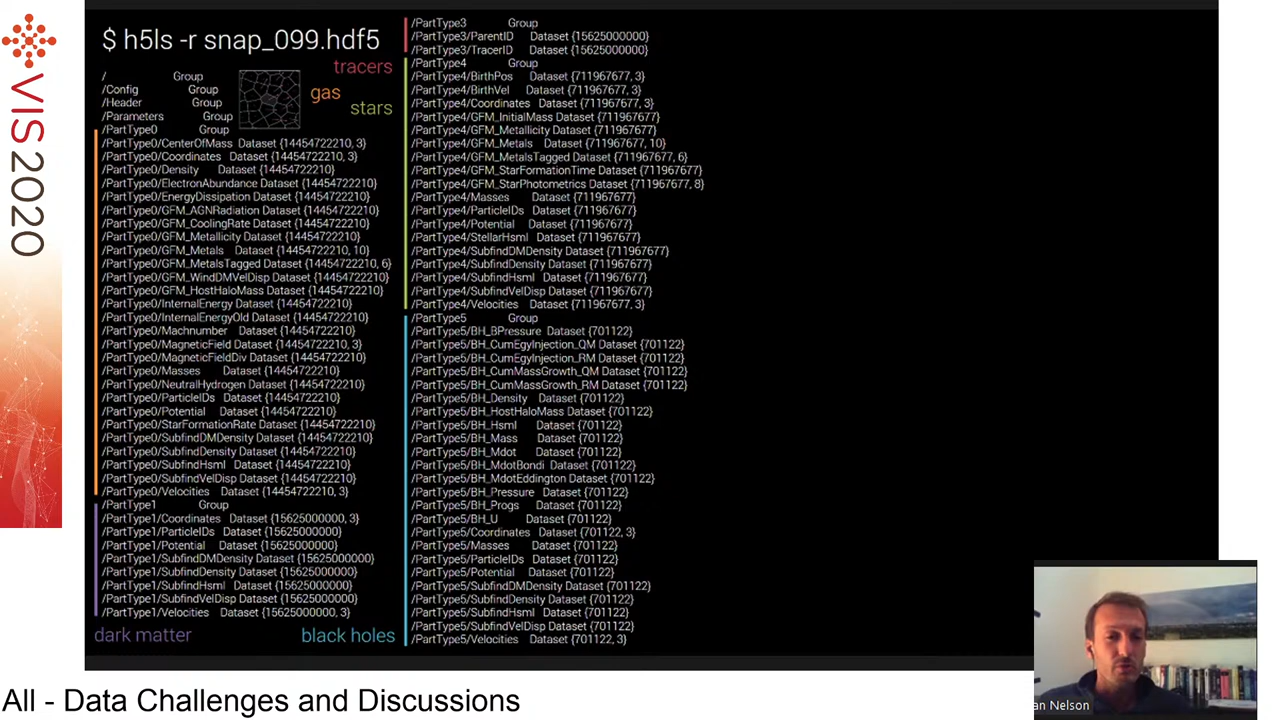 VIS2020
$ h5ls -r snap_099.hdf5
tracers
gas
stars
/ Group
/Config Group
/Header Group
/Parameters Group
/PartType0 Group
/PartType0/CenterOfMass Dataset {14454722210, 3}
/PartType0/Coordinates Dataset {14454722210, 3}
/PartType0/Density Dataset {14454722210}
/PartType0/ElectronAbundance Dataset {14454722210}
/PartType0/EnergyDissipation Dataset {14454722210}
/PartType0/GFM_AGNRadiation Dataset {14454722210}
/PartType0/GFM_CoolingRate Dataset {14454722210}
/PartType0/GFM_Metallicity Dataset {14454722210}
/PartType0/GFM_Metals Dataset {14454722210, 10}
/PartType0/GFM_MetalsTagged Dataset {14454722210, 6}
/PartType0/GFM_WindDMVelDisp Dataset {14454722210}
/PartType0/GFM_HostHaloMass Dataset {14454722210}
/PartType0/InternalEnergy Dataset {14454722210}
/PartType0/InternalEnergyOld Dataset {14454722210}
/PartType0/Machnumber Dataset {14454722210}
/PartType0/MagneticField Dataset {14454722210, 3}
/PartType0/MagneticFieldDiv Dataset {14454722210}
/PartType0/Masses Dataset {14454722210}
/PartType0/NeutralHydrogen Dataset {14454722210}
/PartType0/ParticleIDs Dataset {14454722210}
/PartType0/Potential Dataset {14454722210}
/PartType0/StarFormationRate Dataset {14454722210}
/PartType0/SubfindDMDensity Dataset {14454722210}
/PartType0/SubfindDensity Dataset {14454722210}
/PartType0/SubfindHsml Dataset {14454722210}
/PartType0/SubfindVelDisp Dataset {14454722210}
/PartType0/Velocities Dataset {14454722210, 3}
/PartType1 Group
/PartType1/Coordinates Dataset {15625000000, 3}
/PartType1/ParticleIDs Dataset {15625000000}
/PartType1/Potential Dataset {15625000000}
/PartType1/SubfindDMDensity Dataset {15625000000}
/PartType1/SubfindDensity Dataset {15625000000}
/PartType1/SubfindHsml Dataset {15625000000}
/PartType1/SubfindVelDisp Dataset {15625000000}
/PartType1/Velocities Dataset {15625000000, 3}
dark matter
black holes
/PartType3 Group
/PartType3/ParentID Dataset {15625000000}
/PartType3/TracerID Dataset {15625000000}
/PartType4 Group
/PartType4/BirthPos Dataset {711967677, 3}
/PartType4/BirthVel Dataset {711967677, 3}
/PartType4/Coordinates Dataset {711967677, 3}
/PartType4/GFM_InitialMass Dataset {711967677}
/PartType4/GFM_Metallicity Dataset {711967677}
/PartType4/GFM_Metals Dataset {711967677, 10}
/PartType4/GFM_MetalsTagged Dataset {711967677, 6}
/PartType4/GFM_StarFormationTime Dataset {711967677}
/PartType4/GFM_StarPhotometrics Dataset {711967677, 8}
/PartType4/Masses Dataset {711967677}
/PartType4/ParticleIDs Dataset {711967677}
/PartType4/Potential Dataset {711967677}
/PartType4/StellarHsml Dataset {711967677}
/PartType4/SubfindDMDensity Dataset {711967677}
/PartType4/SubfindDensity Dataset {711967677}
/PartType4/SubfindHsml Dataset {711967677}
/PartType4/SubfindVelDisp Dataset {711967677}
/PartType4/Velocities Dataset {711967677, 3}
/PartType5 Group
/PartType5/BH_BPressure Dataset {701122}
/PartType5/BH_CumEgyInjection_QM Dataset {701122}
/PartType5/BH_CumEgyInjection_RM Dataset {701122}
/PartType5/BH_CumMassGrowth_QM Dataset {701122}
/PartType5/BH_CumMassGrowth_RM Dataset {701122}
/PartType5/BH_Density Dataset {701122}
/PartType5/BH_HostHaloMass Dataset {701122}
/PartType5/BH_Hsml Dataset {701122}
/PartType5/BH_Mass Dataset {701122}
/PartType5/BH_Mdot Dataset {701122}
/PartType5/BH_MdotBondi Dataset {701122}
/PartType5/BH_MdotEddington Dataset {701122}
/PartType5/BH_Pressure Dataset {701122}
/PartType5/BH_Progs Dataset {701122}
/PartType5/BH_U Dataset {701122}
/PartType5/Coordinates Dataset {701122, 3}
/PartType5/Masses Dataset {701122}
/PartType5/ParticleIDs Dataset {701122}
/PartType5/Potential Dataset {701122}
/PartType5/SubfindDMDensity Dataset {701122}
/PartType5/SubfindDensity Dataset {701122}
/PartType5/SubfindHsml Dataset {701122}
/PartType5/SubfindVelDisp Dataset {701122}
/PartType5/Velocities Dataset {701122, 3}
an Nelson
All - Data Challenges and Discussions